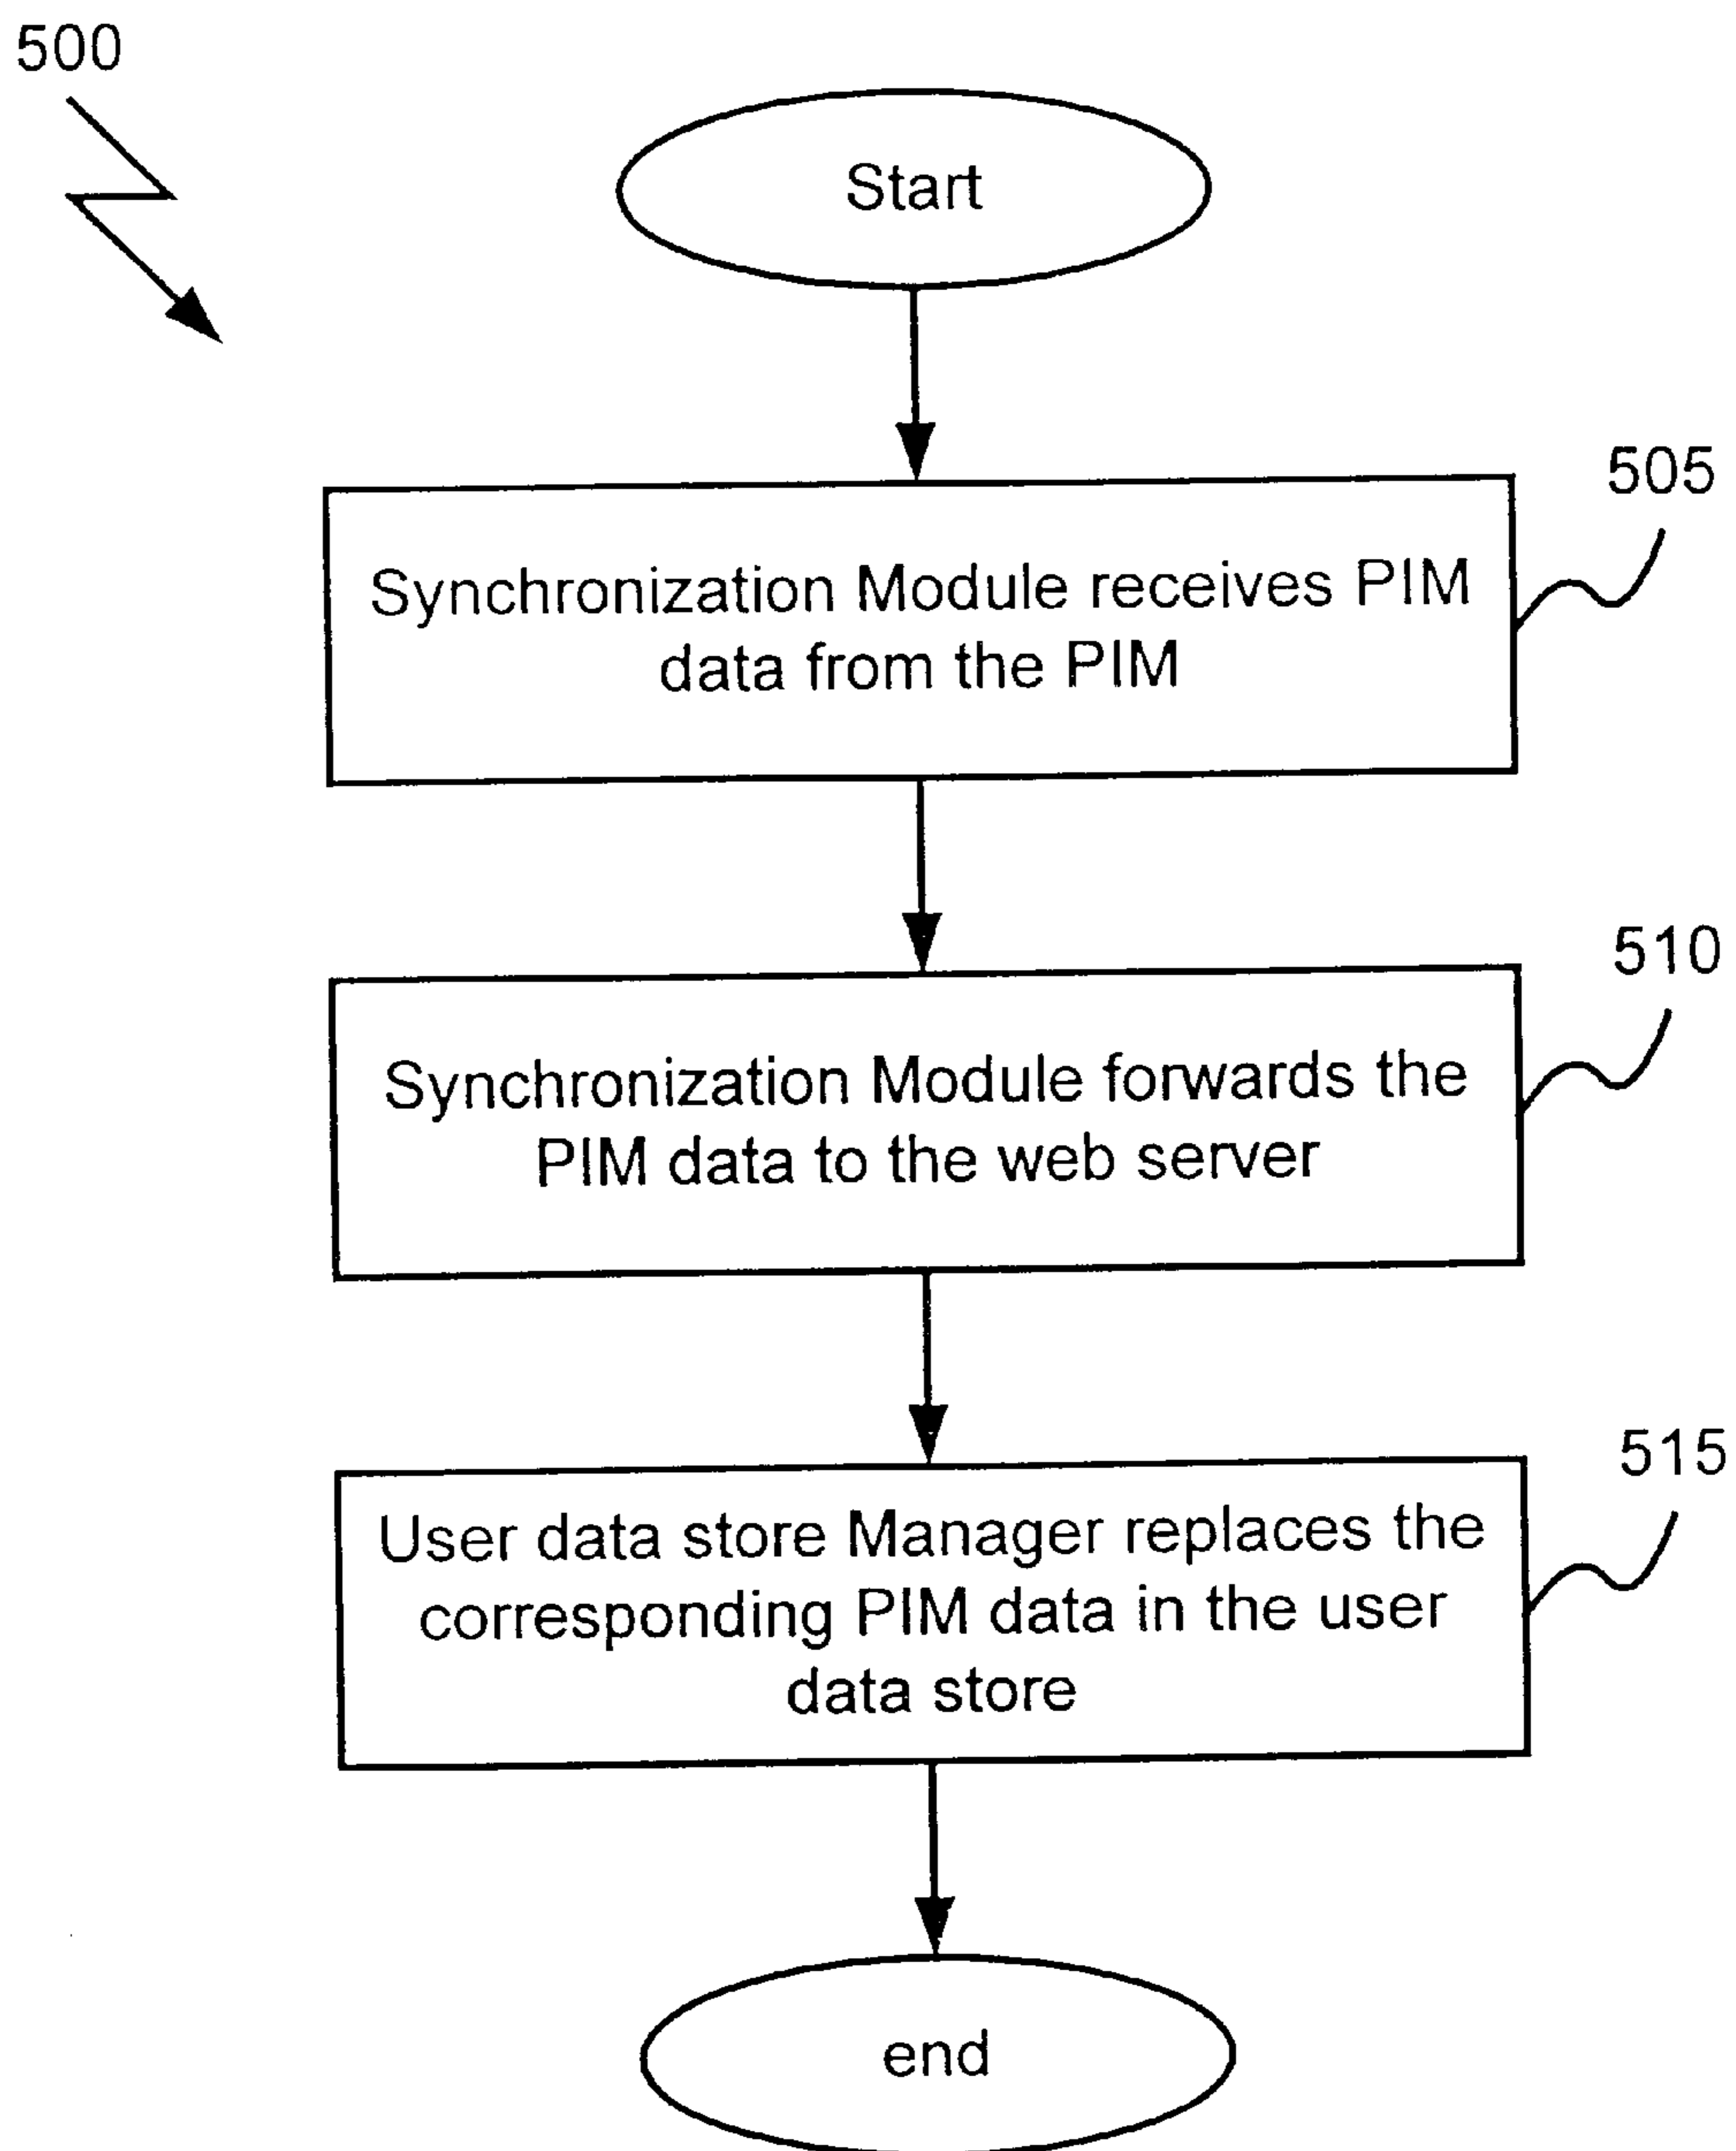 500
Start
505
Synchronization Module receives PIM
data from the PIM
510
Synchronization Module forwards the
PIM data to the web server
515
User data store Manager replaces the
corresponding PIM data in the user
data store
end